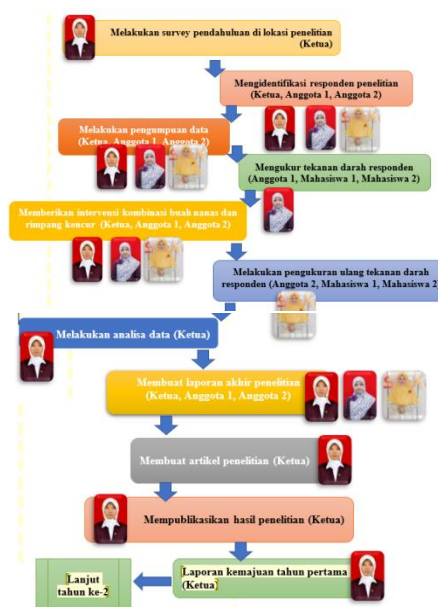 Melakukan survey pendahuluan di lokasi penelitian
(Ketua)
Mengidentifikasi responden penelitian
(Ketua, Anggota 1, Anggota 2)
Melakukan pengumpuan data
(Ketua, Anggota 1, Anggota 2)
Mengukur tekanan darah responden
(Anggota 1, Mahasiswa 1, Mahasiswa 2)
Memberikan intervensi kombinasi buah nanas dan
rimpang kencur (Ketua, Anggota 1, Anggota 2)
Melakukan pengukuran ulang tekanan darah
responden (Anggota 2, Mahasiswa 1, Mahasiswa 2)
Melakukan analisa data (Ketua)
Membuat laporan akhir penelitian
(Ketua, Anggota 1, Anggota 2)
Membuat artikel penelitian (Ketua)
Mempublikasikan hasil penelitian (Ketua)
Laporan kemajuan tahun pertama
(Ketua)
Lanjut
tahun ke-2